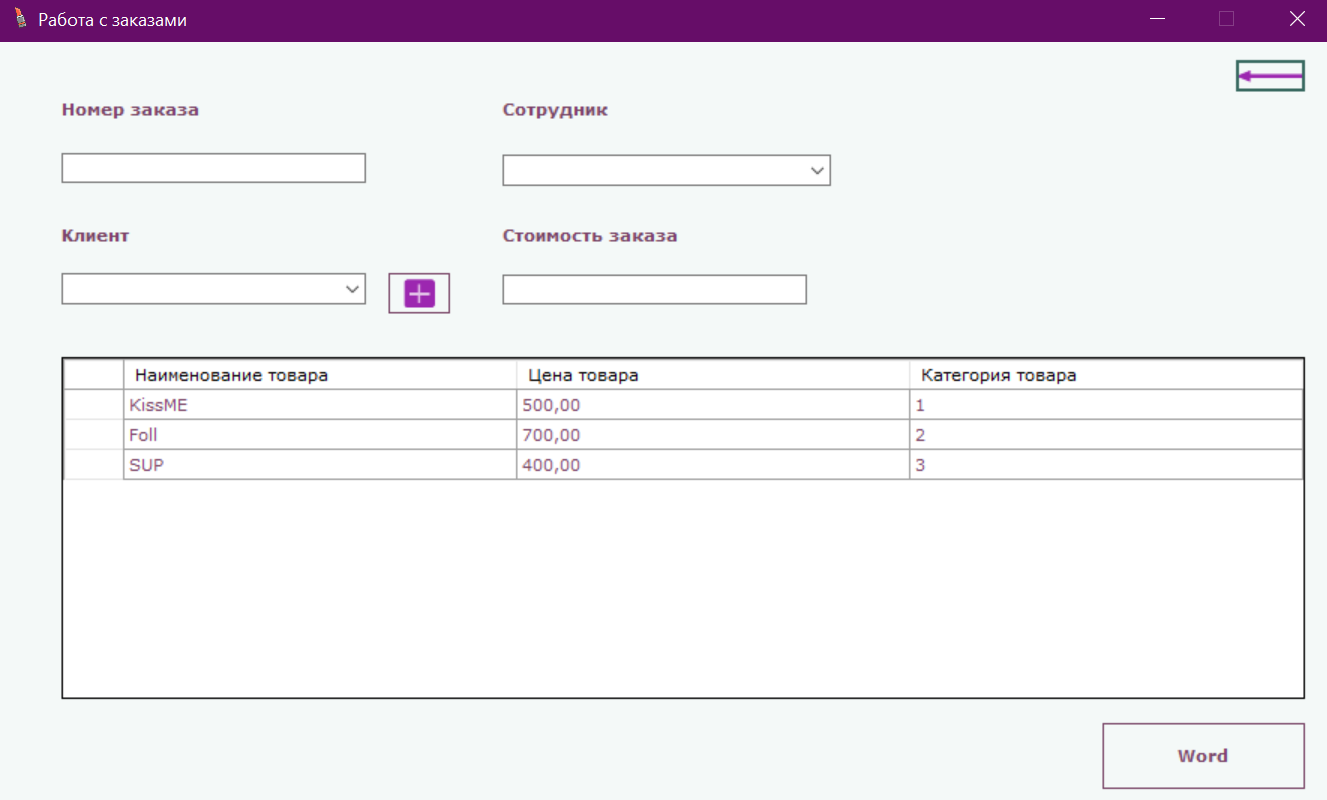 Работа с заказами
Номер заказа Сотрудник
Клиент Стоимость заказа
Наименование товара Цена товара Категория товара
KissME 500,00 1
Foll 700,00 2
SUP 400,00 3
Word